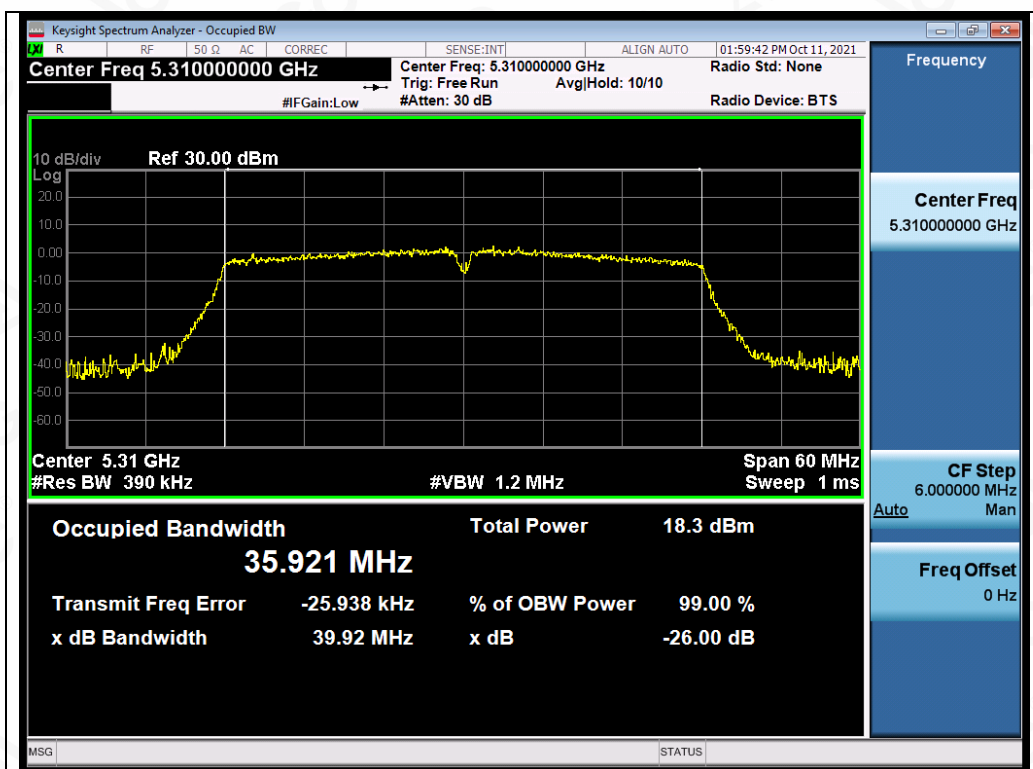 Keysight Spectrum Analyzer - Occupied BW
LXI R RF 50 Ω AC CORREC SENSE:INT ALIGN AUTO 01:59:42 PM Oct 11, 2021
Center Freq 5.310000000 GHz
Center Freq: 5.310000000 GHz
Radio Std: None
Trig: Free Run Avg|Hold: 10/10
#IFGain:Low
#Atten: 30 dB
Radio Device: BTS
10 dB/div Ref 30.00 dBm
Log
20.0
10.0
0.00
-10.0
-20.0
-30.0
-40.0
-50.0
-60.0
Center 5.31 GHz Span 60 MHz
#Res BW 390 kHz #VBW 1.2 MHz Sweep 1 ms
Occupied Bandwidth Total Power 18.3 dBm
35.921 MHz
Transmit Freq Error -25.938 kHz % of OBW Power 99.00 %
x dB Bandwidth 39.92 MHz x dB -26.00 dB
MSG STATUS
Frequency
Center Freq
5.310000000 GHz
CF Step
6.000000 MHz
Auto Man
Freq Offset
0 Hz